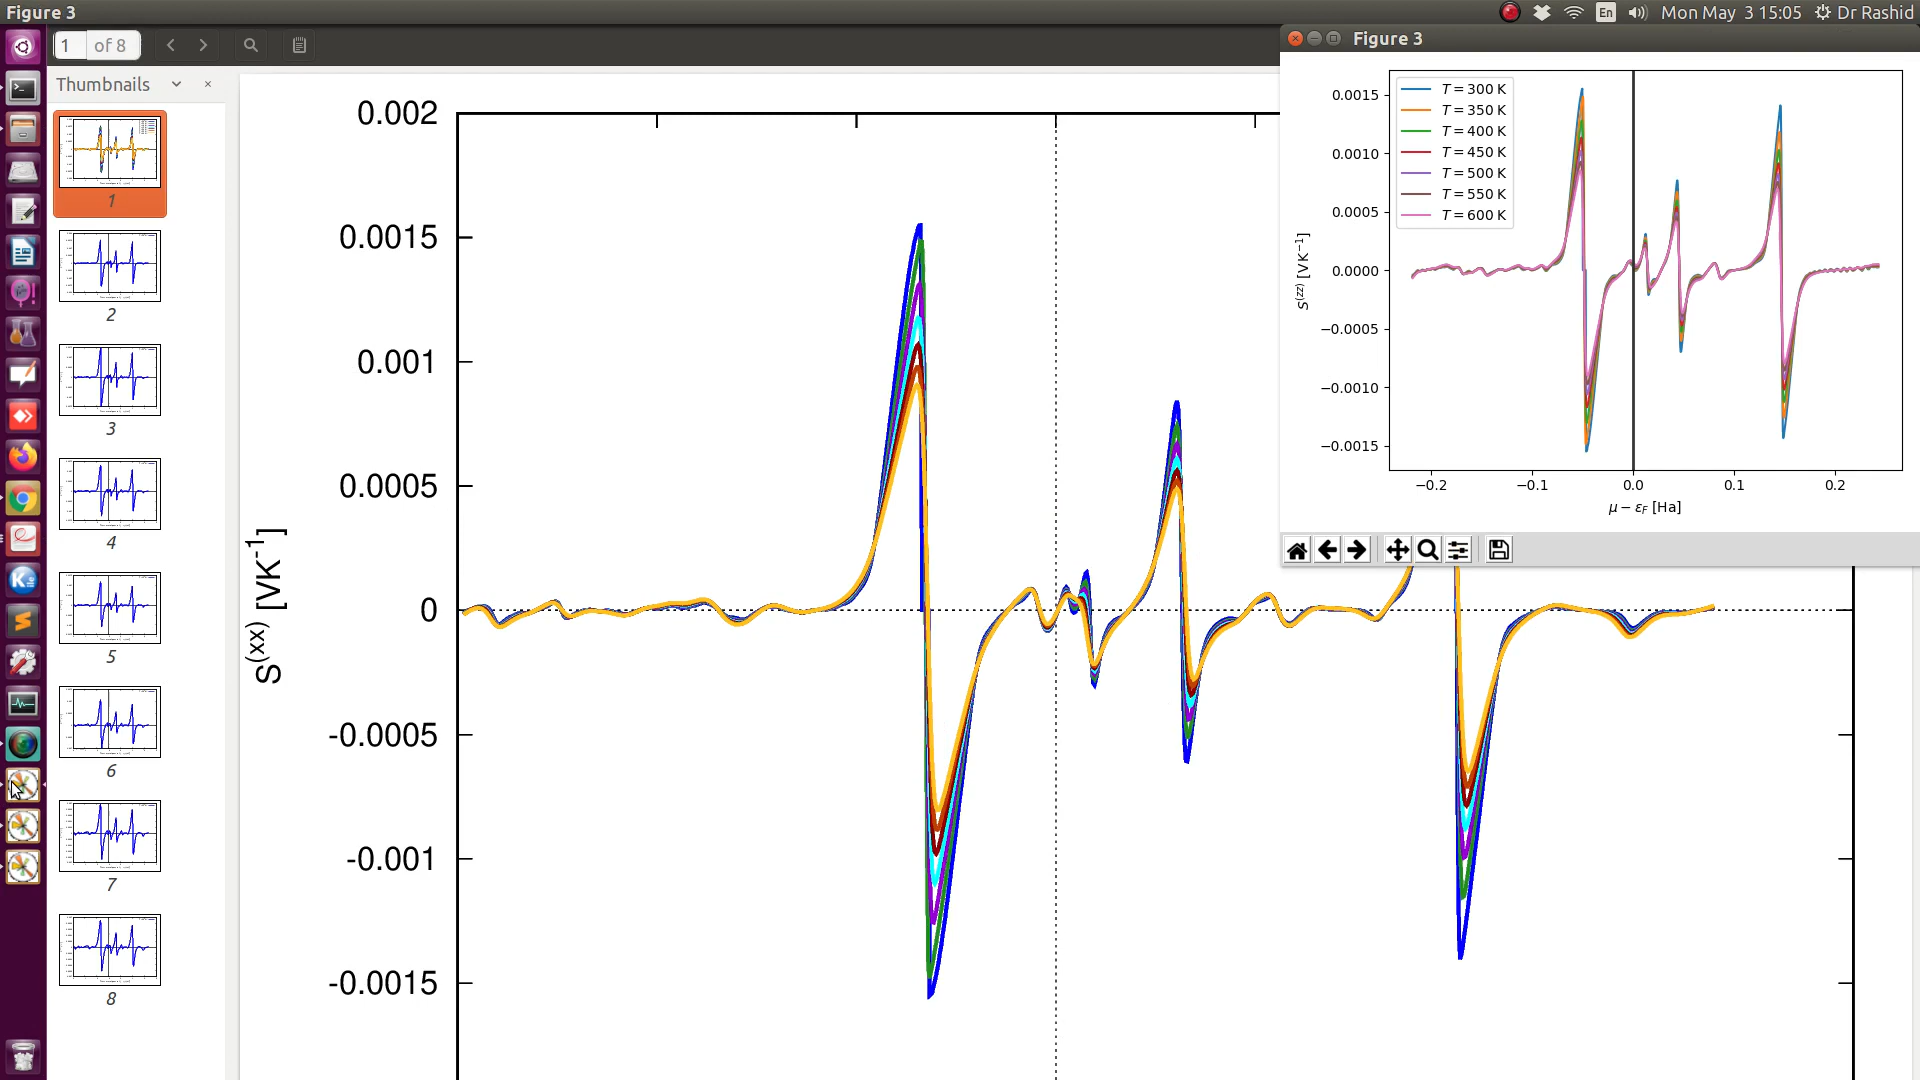 Figure 3
En
Mon May 3 15:05
Dr Rashid
1 of 8
Thumbnails
1
2
3
4
5
6
7
8
0.002
0.0015
0.001
0.0005
0
-0.0005
-0.001
-0.0015
S(xx) [VK-1]
Figure 3
T = 300 K
T = 350 K
T = 400 K
T = 450 K
T = 500 K
T = 550 K
T = 600 K
0.0015
0.0010
0.0005
0.0000
−0.0005
−0.0010
−0.0015
S(zz) [VK−1]
−0.2 −0.1 0.0 0.1 0.2
μ − εF [Ha]